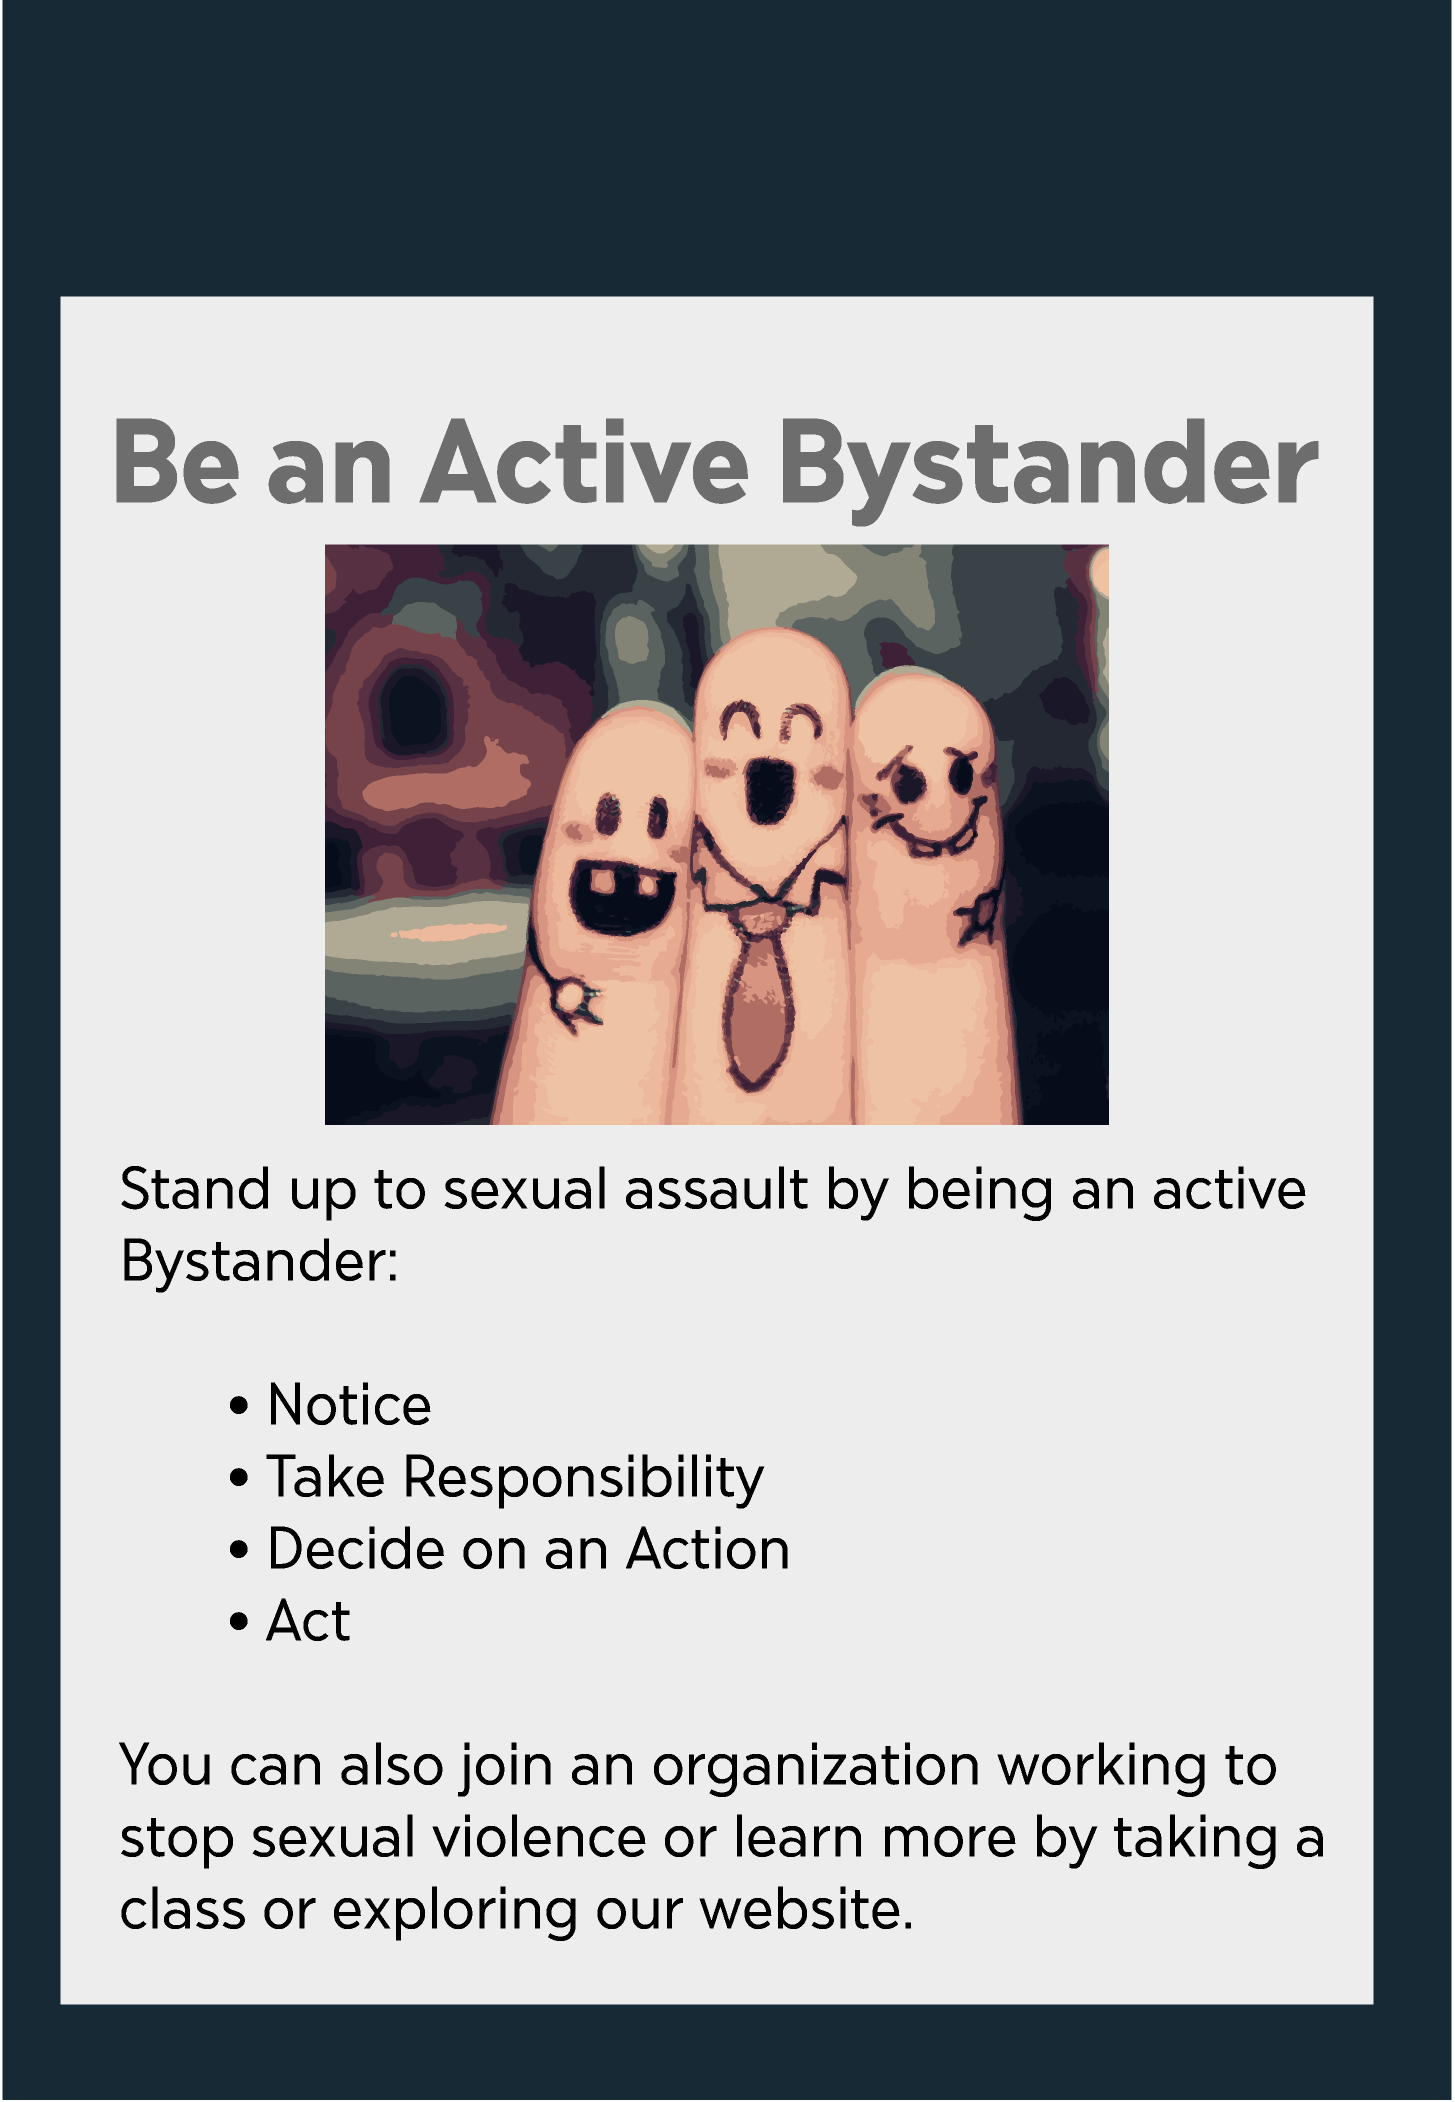 Be an Active Bystander
Stand up to sexual assault by being an active
Bystander:
• Notice
• Take Responsibility
• Decide on an Action
• Act
You can also join an organization working to
stop sexual violence or learn more by taking a
class or exploring our website.